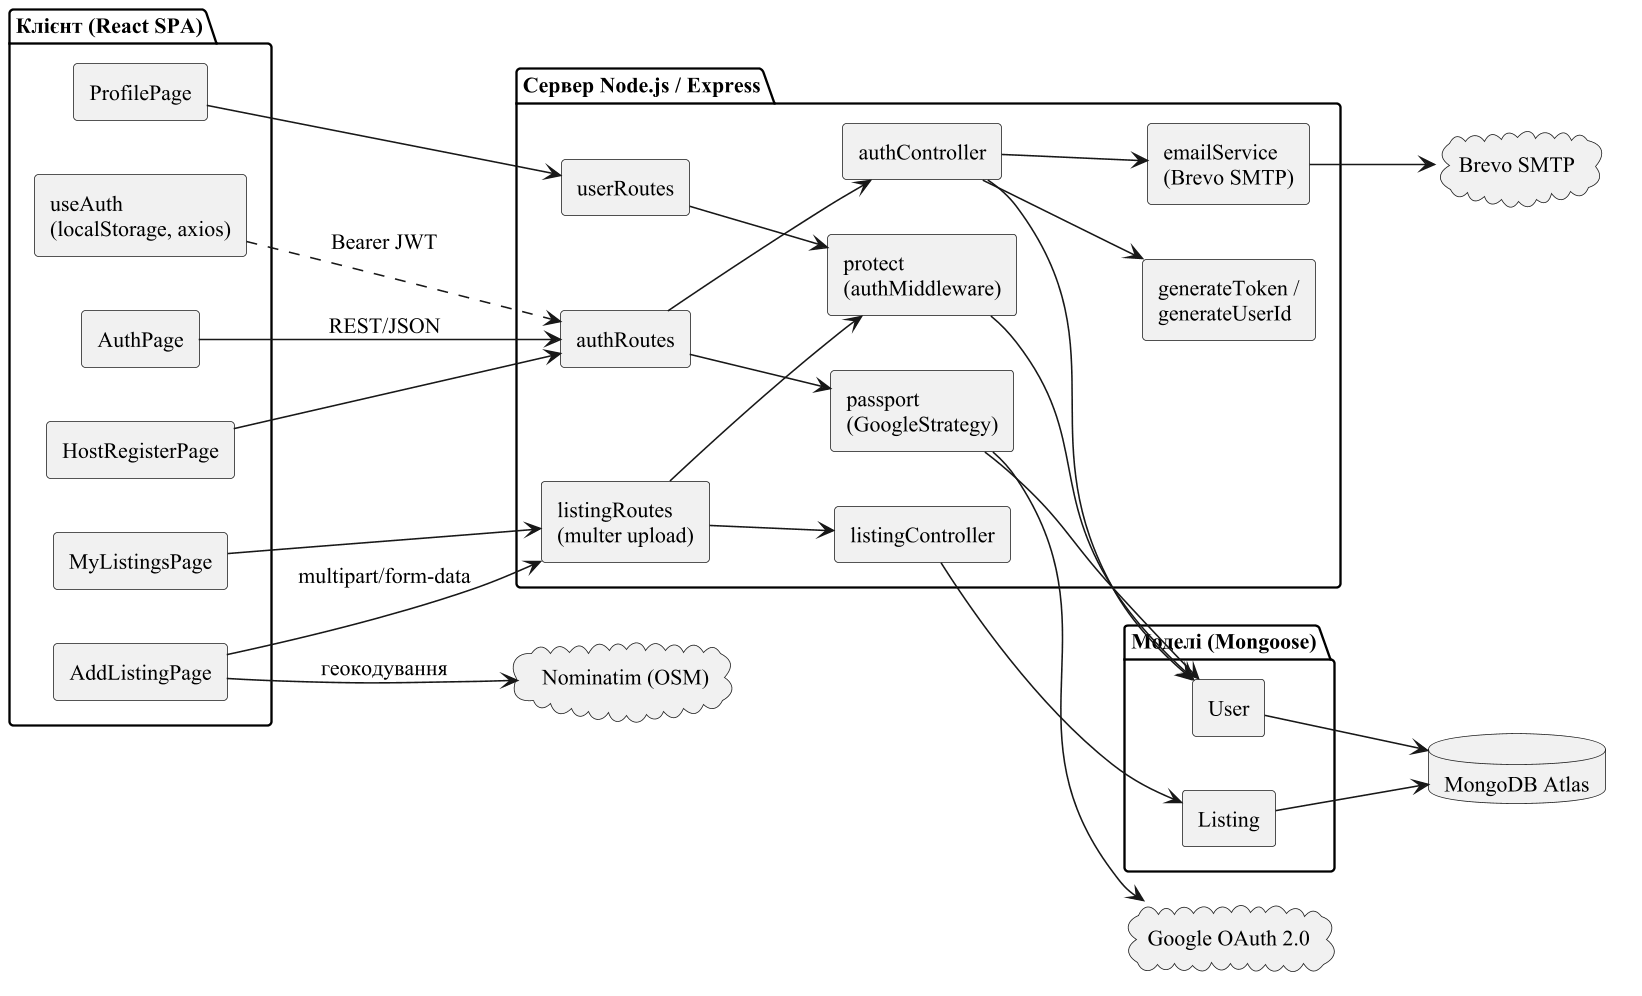 Клієнт (React SPA)
ProfilePage
useAuth
(localStorage, axios)
AuthPage
HostRegisterPage
MyListingsPage
AddListingPage
Bearer JWT
REST/JSON
multipart/form-data
геокодування
Nominatim (OSM)
Сервер Node.js / Express
userRoutes
authRoutes
listingRoutes
(multer upload)
authController
protect
(authMiddleware)
passport
(GoogleStrategy)
listingController
emailService
(Brevo SMTP)
generateToken /
generateUserId
Brevo SMTP
Моделі (Mongoose)
User
Listing
MongoDB Atlas
Google OAuth 2.0